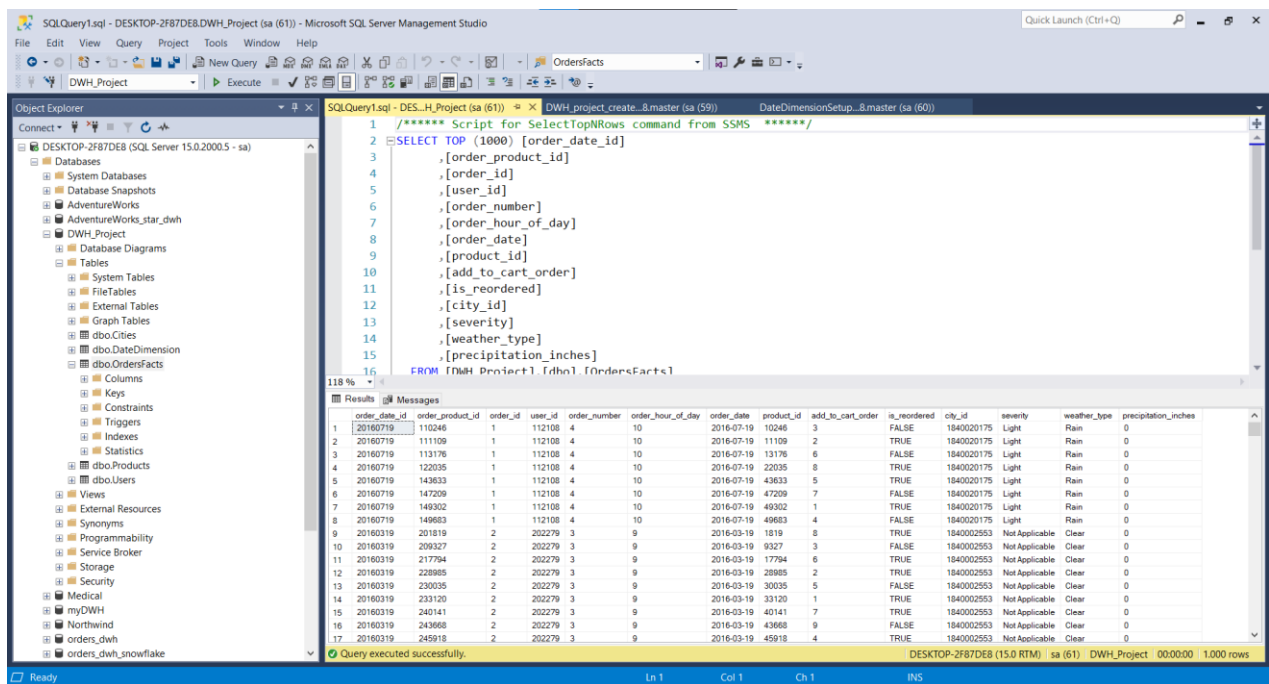 SQLQuery1.sql - DESKTOP-2F87DE8.DWH_Project (sa (61)) - Microsoft SQL Server Management Studio
Quick Launch (Ctrl+Q)
File Edit View Query Project Tools Window Help
New Query
OrdersFacts
DWH_Project
Execute
Object Explorer
Connect
DESKTOP-2F87DE8 (SQL Server 15.0.2000.5 - sa)
Databases
System Databases
Database Snapshots
AdventureWorks
AdventureWorks_star_dwh
DWH_Project
Database Diagrams
Tables
System Tables
FileTables
External Tables
Graph Tables
dbo.Cities
dbo.DateDimension
dbo.OrdersFacts
Columns
Keys
Constraints
Triggers
Indexes
Statistics
dbo.Products
dbo.Users
Views
External Resources
Synonyms
Programmability
Service Broker
Storage
Security
Medical
myDWH
Northwind
orders_dwh
orders_dwh_snowflake
SQLQuery1.sql - DES...H_Project (sa (61)) DWH_project_create...8.master (sa (59)) DateDimensionSetup...8.master (sa (60))
1 /****** Script for SelectTopNRows command from SSMS ******/
2 SELECT TOP (1000) [order_date_id]
3 ,[order_product_id]
4 ,[order_id]
5 ,[user_id]
6 ,[order_number]
7 ,[order_hour_of_day]
8 ,[order_date]
9 ,[product_id]
10 ,[add_to_cart_order]
11 ,[is_reordered]
12 ,[city_id]
13 ,[severity]
14 ,[weather_type]
15 ,[precipitation_inches]
16 FROM [DWH_Project].[dbo].[OrdersFacts]
118 %
Results Messages
order_date_id order_product_id order_id user_id order_number order_hour_of_day order_date product_id add_to_cart_order is_reordered city_id severity weather_type precipitation_inches
1 20160719 110246 1 112108 4 10 2016-07-19 10246 3 FALSE 1840020175 Light Rain 0
2 20160719 111109 1 112108 4 10 2016-07-19 11109 2 TRUE 1840020175 Light Rain 0
3 20160719 113176 1 112108 4 10 2016-07-19 13176 6 FALSE 1840020175 Light Rain 0
4 20160719 122035 1 112108 4 10 2016-07-19 22035 8 TRUE 1840020175 Light Rain 0
5 20160719 143633 1 112108 4 10 2016-07-19 43633 5 TRUE 1840020175 Light Rain 0
6 20160719 147209 1 112108 4 10 2016-07-19 47209 7 FALSE 1840020175 Light Rain 0
7 20160719 149302 1 112108 4 10 2016-07-19 49302 1 TRUE 1840020175 Light Rain 0
8 20160719 149683 1 112108 4 10 2016-07-19 49683 4 FALSE 1840020175 Light Rain 0
9 20160319 201819 2 202279 3 9 2016-03-19 1819 8 TRUE 1840002553 Not Applicable Clear 0
10 20160319 209327 2 202279 3 9 2016-03-19 9327 3 FALSE 1840002553 Not Applicable Clear 0
11 20160319 217794 2 202279 3 9 2016-03-19 17794 6 TRUE 1840002553 Not Applicable Clear 0
12 20160319 228985 2 202279 3 9 2016-03-19 28985 2 TRUE 1840002553 Not Applicable Clear 0
13 20160319 230035 2 202279 3 9 2016-03-19 30035 5 FALSE 1840002553 Not Applicable Clear 0
14 20160319 233120 2 202279 3 9 2016-03-19 33120 1 TRUE 1840002553 Not Applicable Clear 0
15 20160319 240141 2 202279 3 9 2016-03-19 40141 7 TRUE 1840002553 Not Applicable Clear 0
16 20160319 243668 2 202279 3 9 2016-03-19 43668 9 FALSE 1840002553 Not Applicable Clear 0
17 20160319 245918 2 202279 3 9 2016-03-19 45918 4 TRUE 1840002553 Not Applicable Clear 0
Query executed successfully.
DESKTOP-2F87DE8 (15.0 RTM) sa (61) DWH_Project 00:00:00 1.000 rows
Ready Ln 1 Col 1 Ch 1 INS